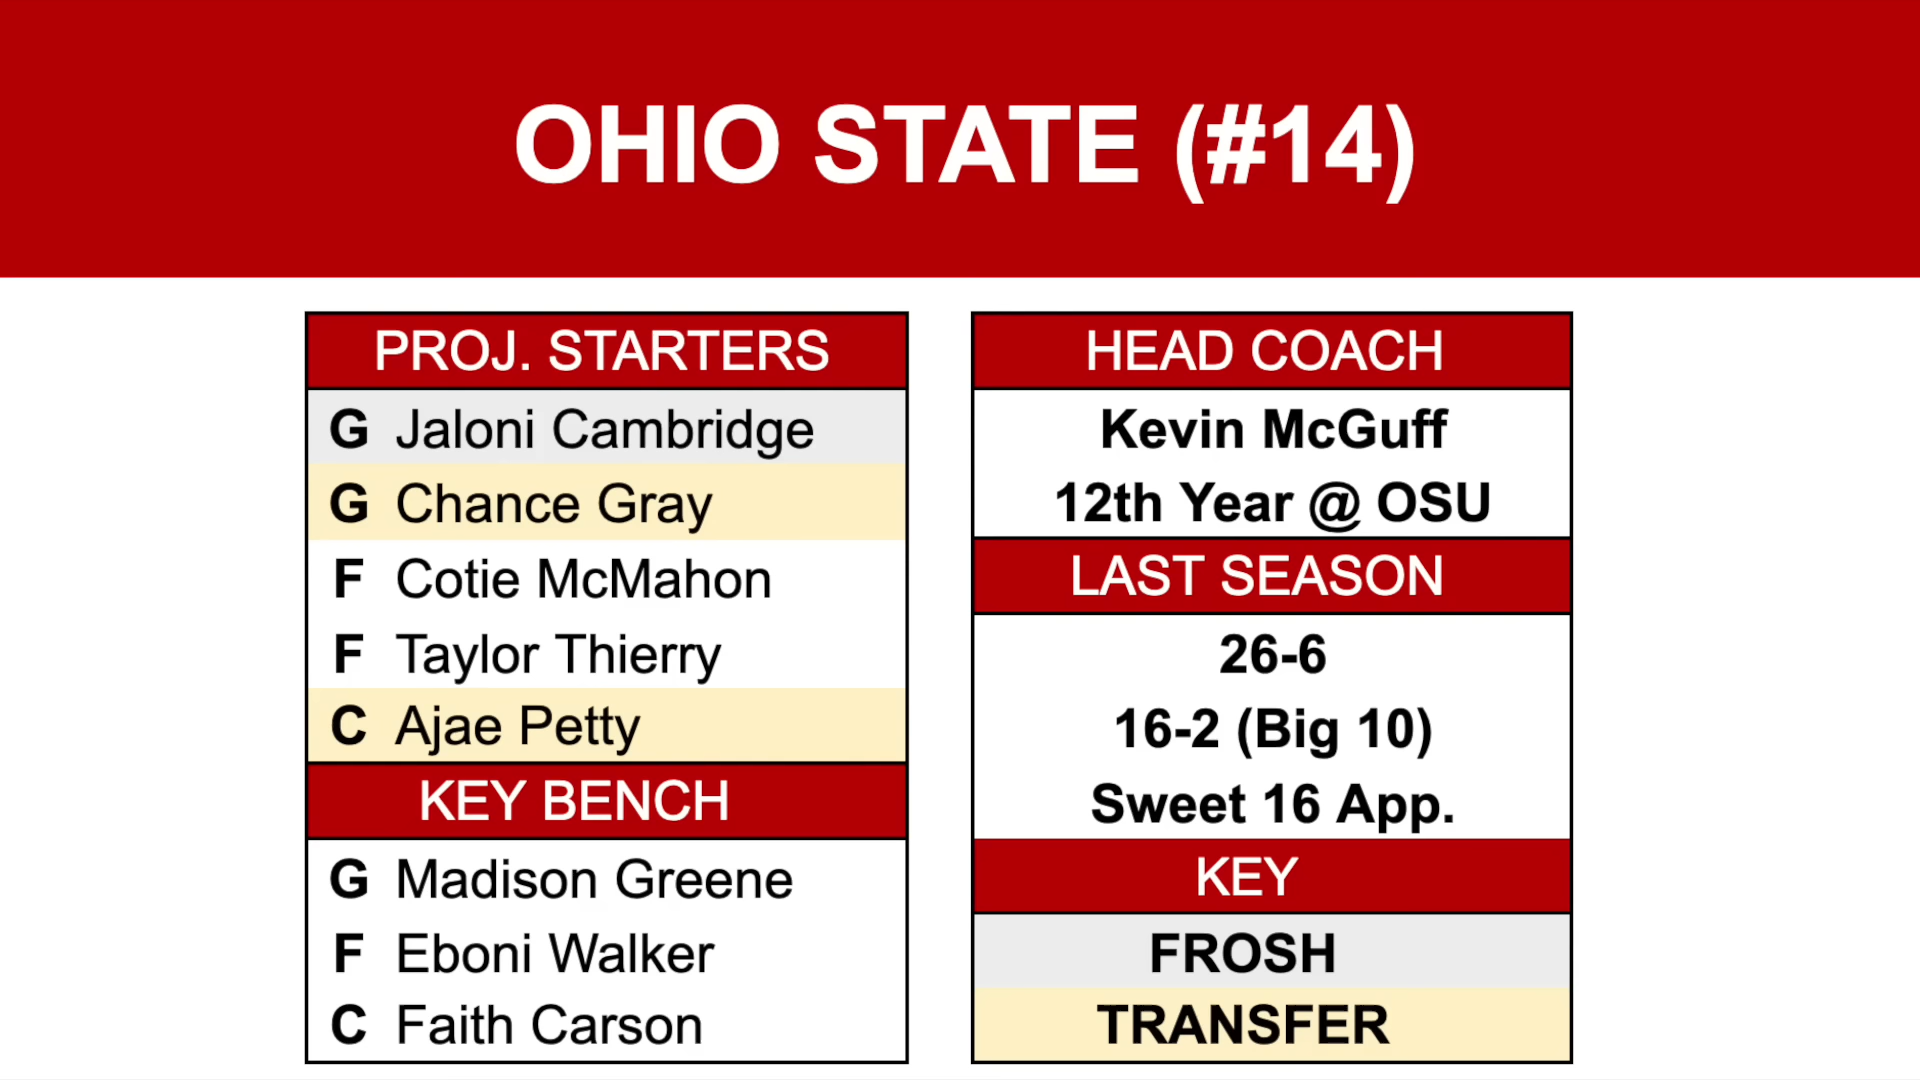 OHIO STATE (#14)
PROJ. STARTERS
G Jaloni Cambridge
G Chance Gray
F Cotie McMahon
F Taylor Thierry
C Ajae Petty
KEY BENCH
G Madison Greene
F Eboni Walker
C Faith Carson
HEAD COACH
Kevin McGuff
12th Year @ OSU
LAST SEASON
26-6
16-2 (Big 10)
Sweet 16 App.
KEY
FROSH
TRANSFER